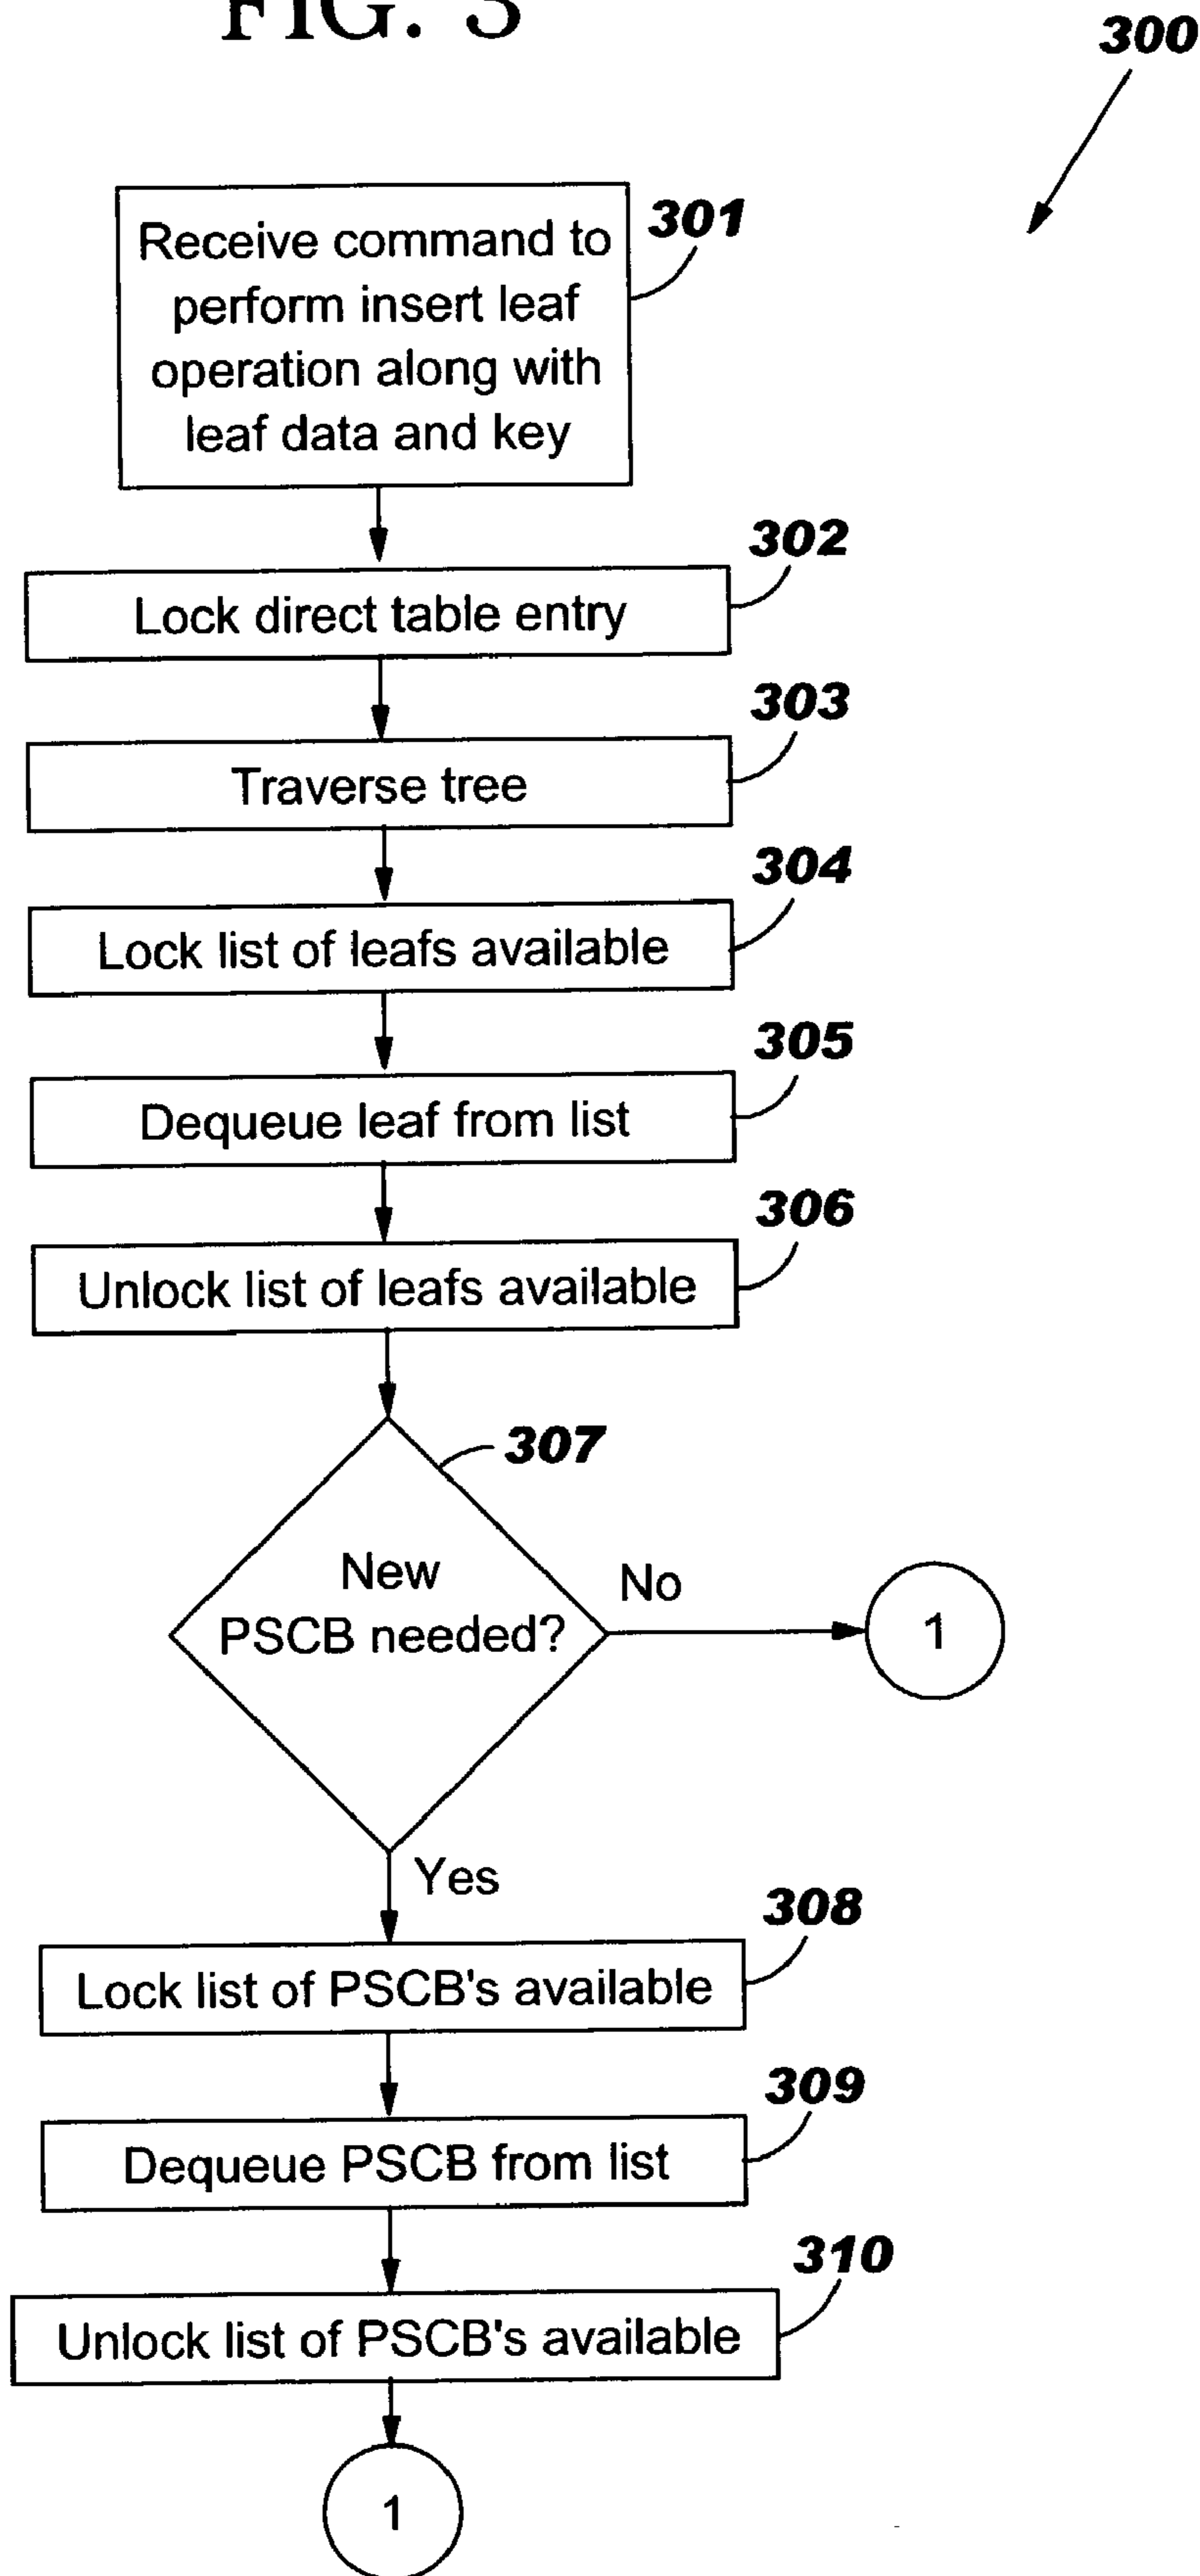 FIG. 3
300
301
Receive command to
perform insert leaf
operation along with
leaf data and key
302
Lock direct table entry
303
Traverse tree
304
Lock list of leafs available
305
Dequeue leaf from list
306
Unlock list of leafs available
307
New
PSCB needed?
No
1
Yes
308
Lock list of PSCB's available
309
Dequeue PSCB from list
310
Unlock list of PSCB's available
1